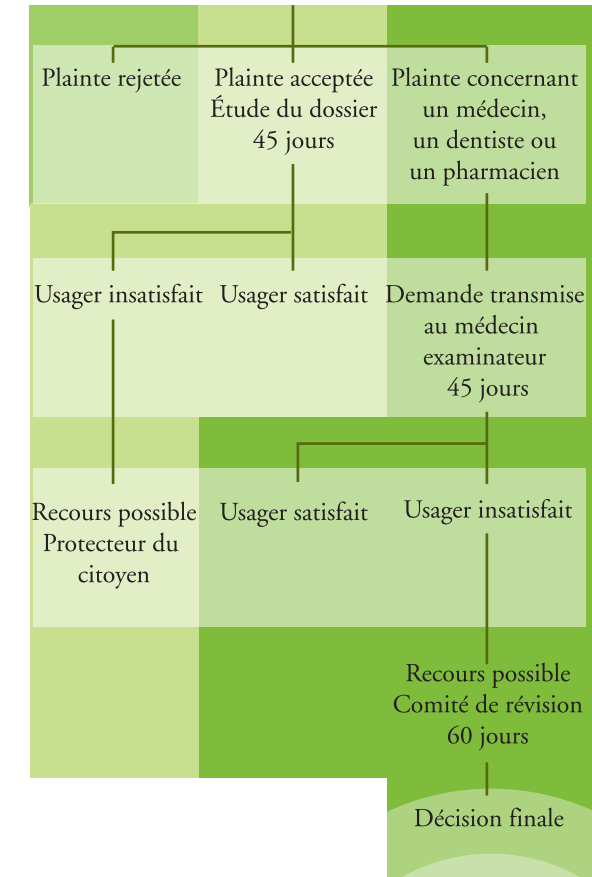 Plainte rejetée
Plainte acceptée
Étude du dossier
45 jours
Plainte concernant
un médecin,
un dentiste ou
un pharmacien
Usager insatisfait
Usager satisfait
Demande transmise
au médecin
examinateur
45 jours
Recours possible
Protecteur du
citoyen
Usager satisfait
Usager insatisfait
Recours possible
Comité de révision
60 jours
Décision finale